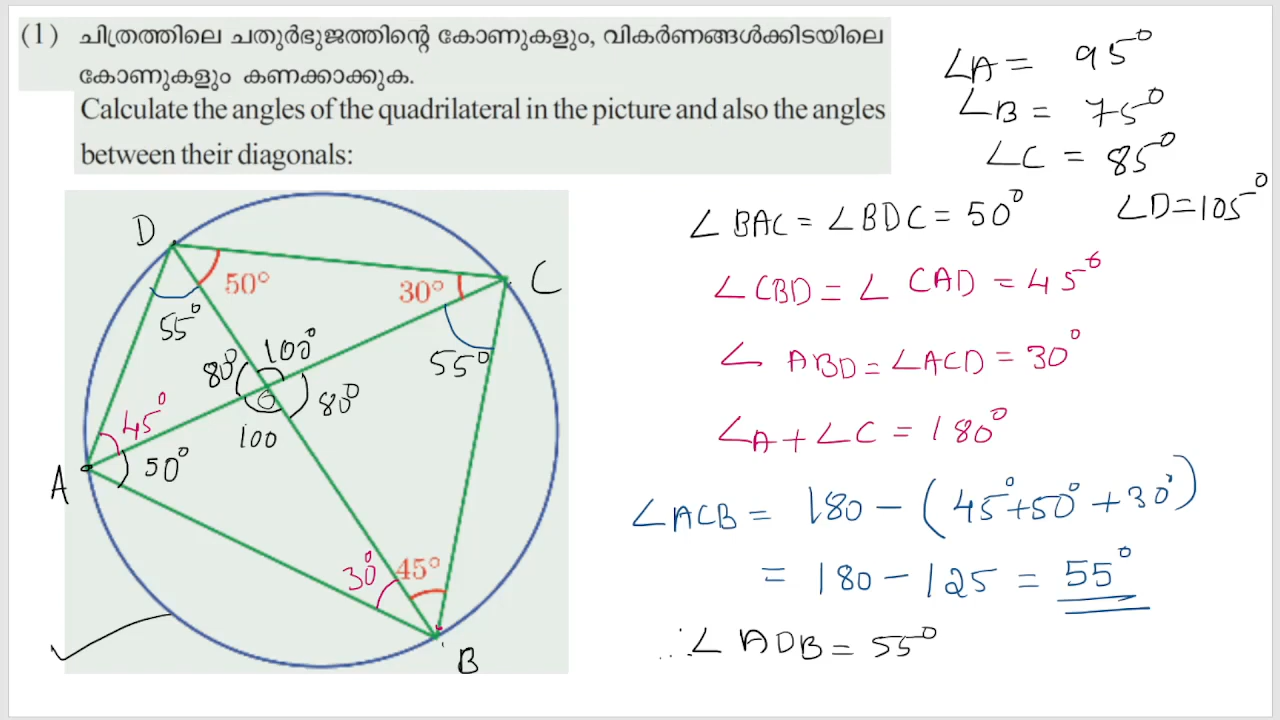 (1) ചിത്രത്തിലെ ചതുർഭുജത്തിന്റെ കോണുകളും, വികർണങ്ങൾക്കിടയിലെ
കോണുകളും കണക്കാക്കുക.
Calculate the angles of the quadrilateral in the picture and also the angles
between their diagonals:
∠A = 95°
∠B = 75°
∠C = 85°
∠D = 105°
∠BAC = ∠BDC = 50°
∠CBD = ∠CAD = 45°
∠ABD = ∠ACD = 30°
∠A + ∠C = 180°
∠ACB = 180 - (45° + 50° + 30°)
= 180 - 125 = 55°
∴ ∠ADB = 55°
D
50°
30°
C
55°
100°
55°
80°
80°
45°
100
A
50°
30°
45°
B